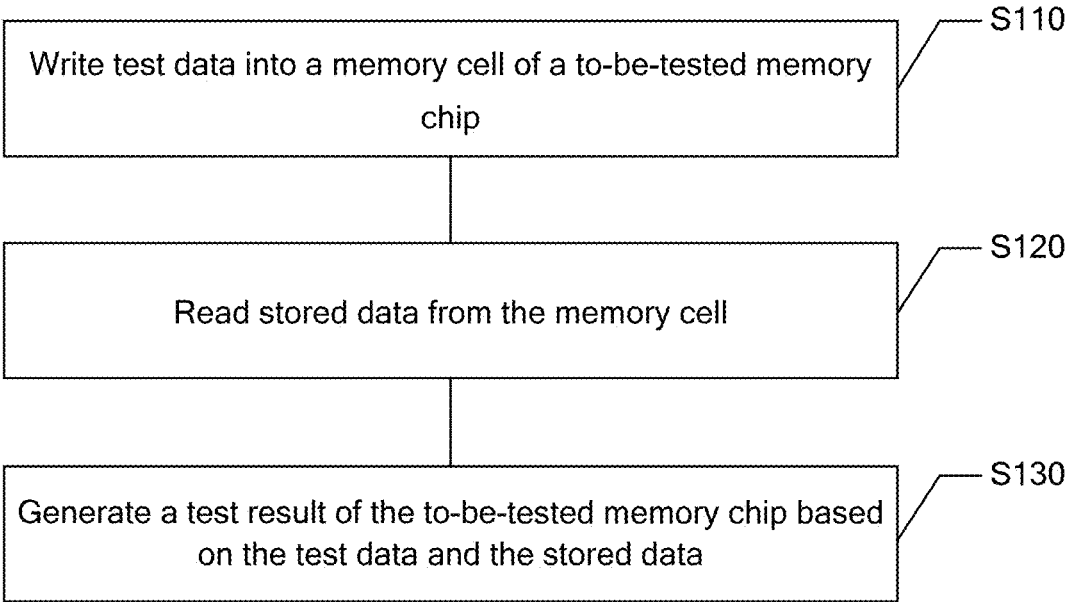 S110
Write test data into a memory cell of a to-be-tested memory
chip
S120
Read stored data from the memory cell
S130
Generate a test result of the to-be-tested memory chip based
on the test data and the stored data